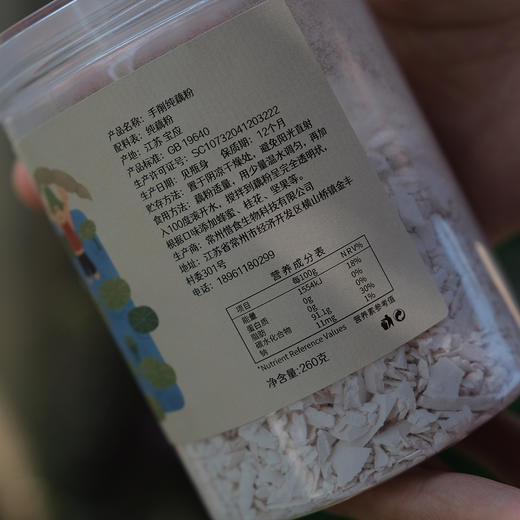 产品名称：手削纯藕粉
配料表：纯藕粉
产地：江苏 宝应
产品标准：GB 19640
生产许可证号：SC10732041203222
生产日期：见瓶身 保质期：12个月
贮存方法：置于阴凉干燥处，避免阳光直射
食用方法：藕粉适量，用少量温水调匀，再加
入100度滚开水，搅拌到藕粉呈完全透明状，
根据口味添加蜂蜜、桂花、坚果等。
生产商：常州惜食生物科技有限公司
地址：江苏省常州市经济开发区横山桥镇金丰
村委301号
电话：18961180299
营养成分表
项目 每100g NRV%
能量 1554kJ 18%
蛋白质 0g 0%
脂肪 0g 0%
碳水化合物 91.1g 30%
钠 11mg 1%
*Nutrient Reference Values 营养素参考值
净含量：260克